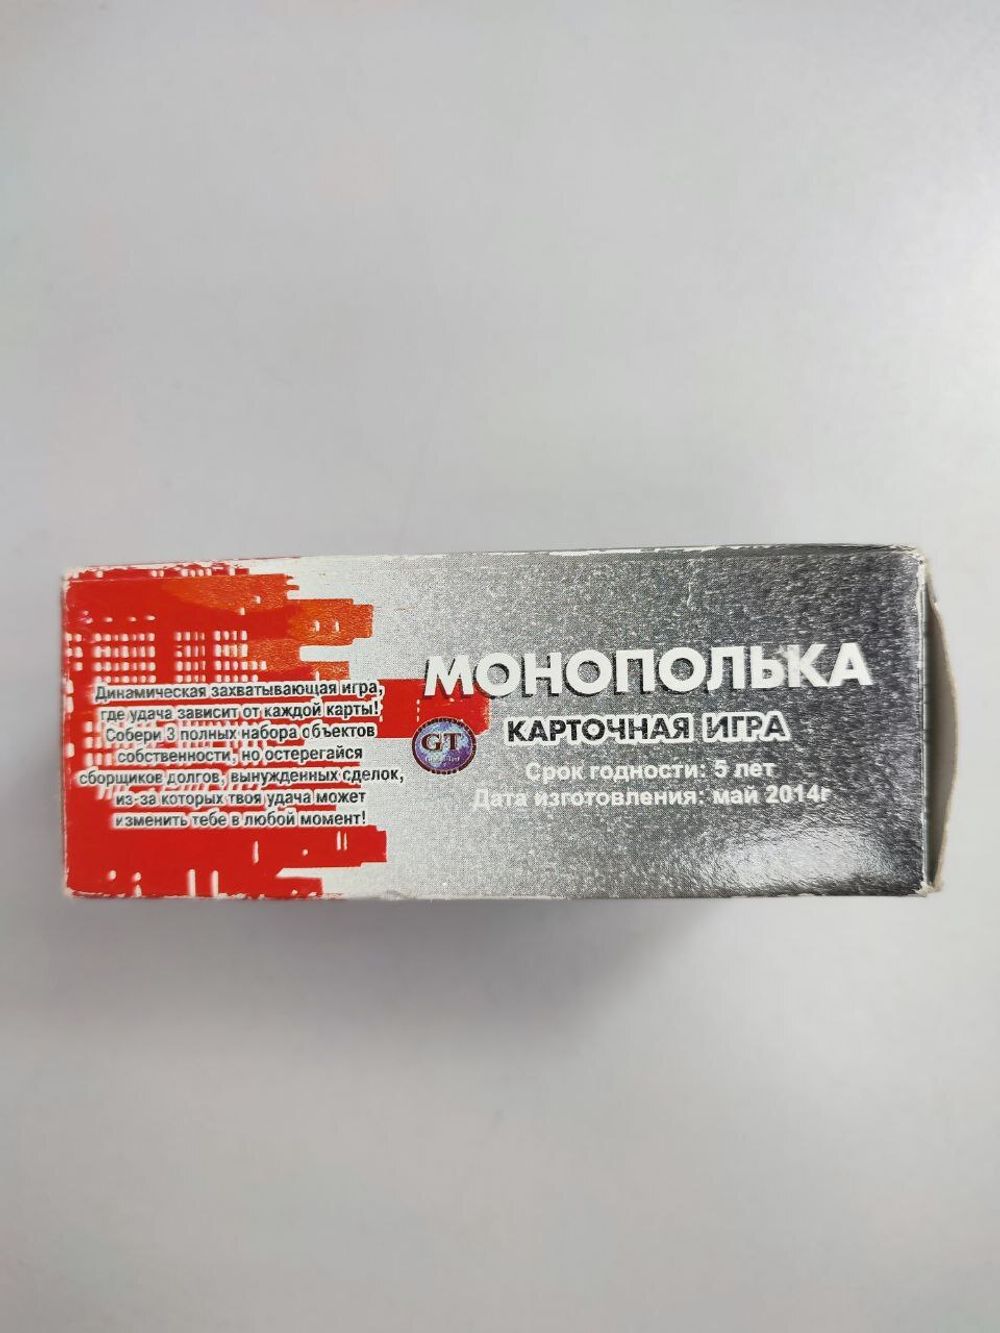 Динамическая захватывающая игра,
где удача зависит от каждой карты!
Собери 3 полных набора объектов
собственности, но остерегайся
сборщиков долгов, вынужденных сделок,
из-за которых твоя удача может
изменить тебе в любой момент!
МОНОПОЛЬКА
КАРТОЧНАЯ ИГРА
GT
Срок годности: 5 лет
Дата изготовления: май 2014г